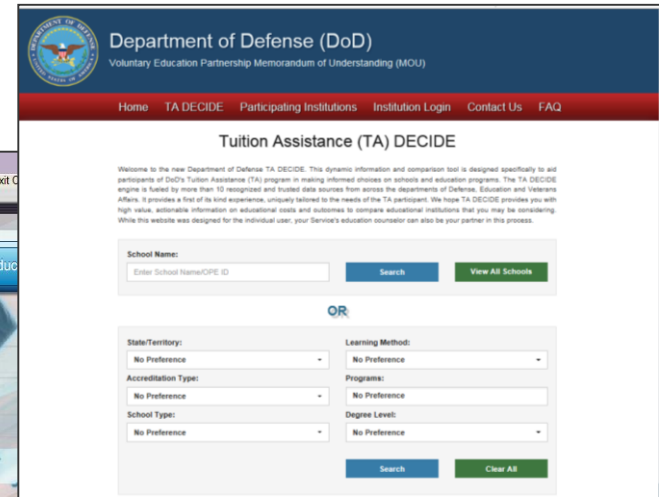 DEPARTMENT OF DEFENSE
UNITED STATES OF AMERICA
Department of Defense (DoD)
Voluntary Education Partnership Memorandum of Understanding (MOU)
Home TA DECIDE Participating Institutions Institution Login Contact Us FAQ
Tuition Assistance (TA) DECIDE
Welcome to the new Department of Defense TA DECIDE. This dynamic information and comparison tool is designed specifically to aid
participants of DoD's Tuition Assistance (TA) program in making informed choices on schools and education programs. The TA DECIDE
engine is fueled by more than 10 recognized and trusted data sources from across the departments of Defense, Education and Veterans
Affairs. It provides a first of its kind experience, uniquely tailored to the needs of the TA participant. We hope TA DECIDE provides you with
high value, actionable information on educational costs and outcomes to compare educational institutions that you may be considering.
While this website was designed for the individual user, your Service's education counselor can also be your partner in this process.
School Name:
Enter School Name/OPE ID Search View All Schools
OR
State/Territory: Learning Method:
No Preference No Preference
Accreditation Type: Programs:
No Preference No Preference
School Type: Degree Level:
No Preference No Preference
Search Clear All
xit C
duc